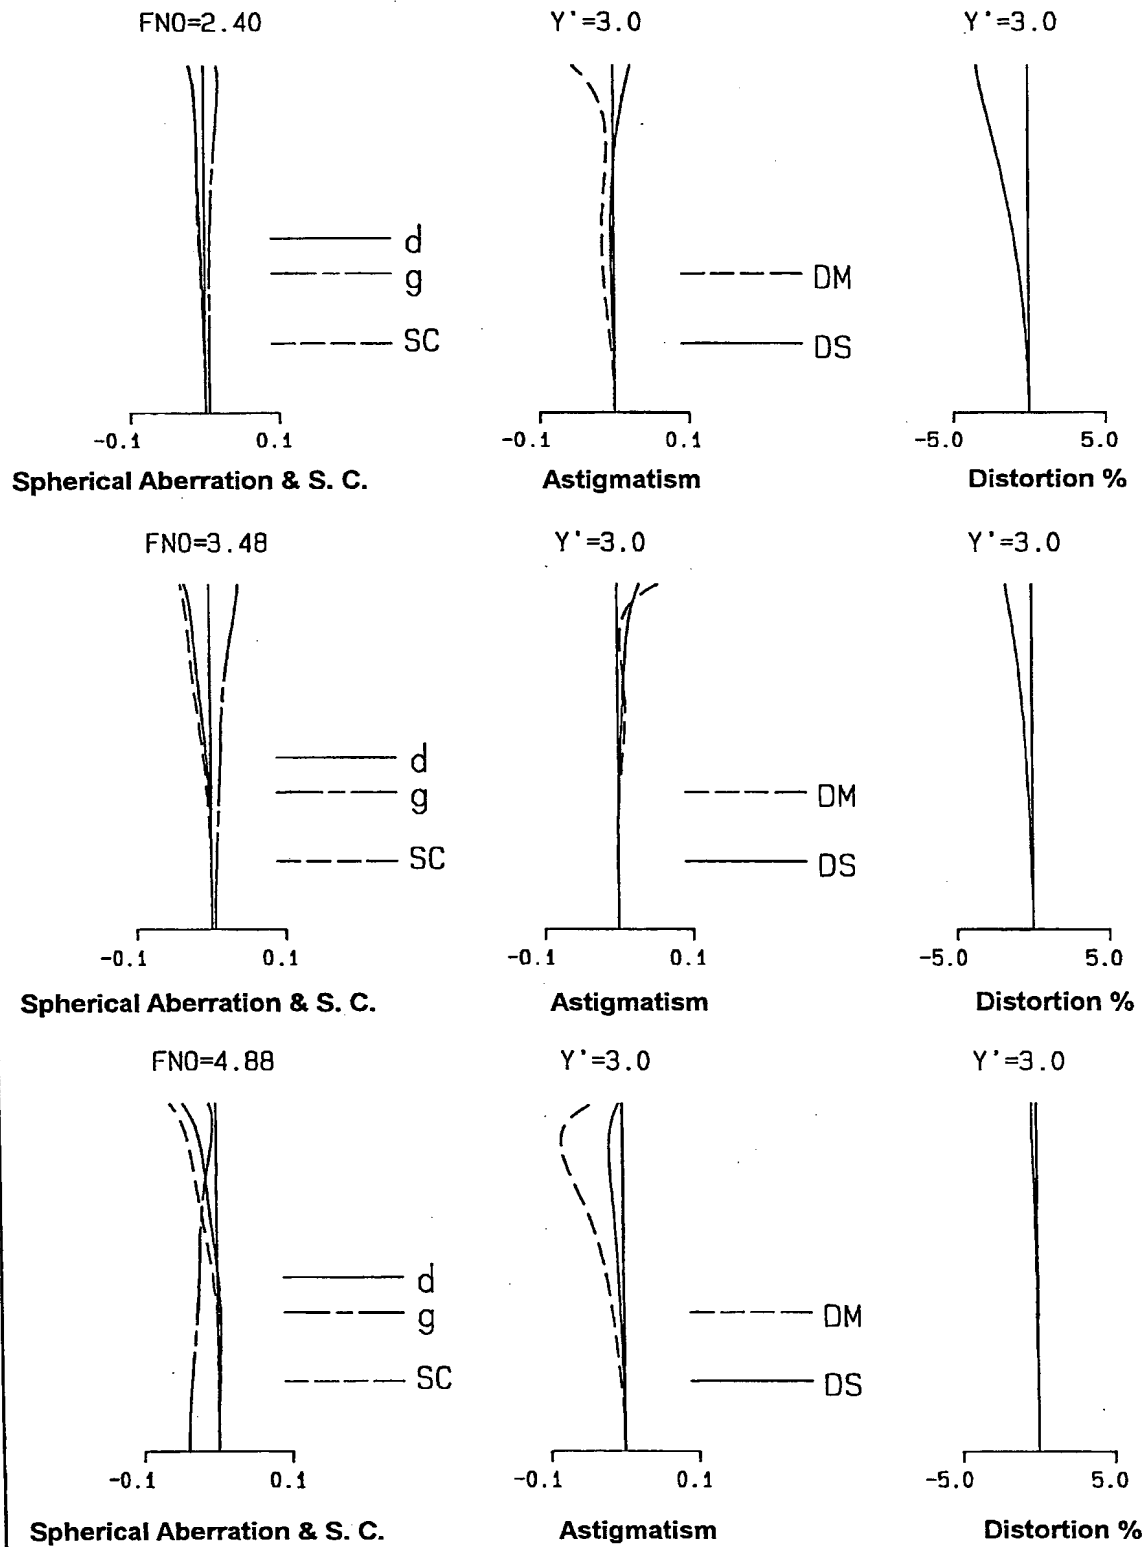 FNO=2.40
Y'=3.0
Y'=3.0
d
g
SC
DM
DS
-0.1
0.1
-0.1
0.1
-5.0
5.0
Spherical Aberration & S. C.
Astigmatism
Distortion %
FNO=3.48
Y'=3.0
Y'=3.0
d
g
SC
DM
DS
-0.1
0.1
-0.1
0.1
-5.0
5.0
Spherical Aberration & S. C.
Astigmatism
Distortion %
FNO=4.88
Y'=3.0
Y'=3.0
d
g
SC
DM
DS
-0.1
0.1
-0.1
0.1
-5.0
5.0
Spherical Aberration & S. C.
Astigmatism
Distortion %